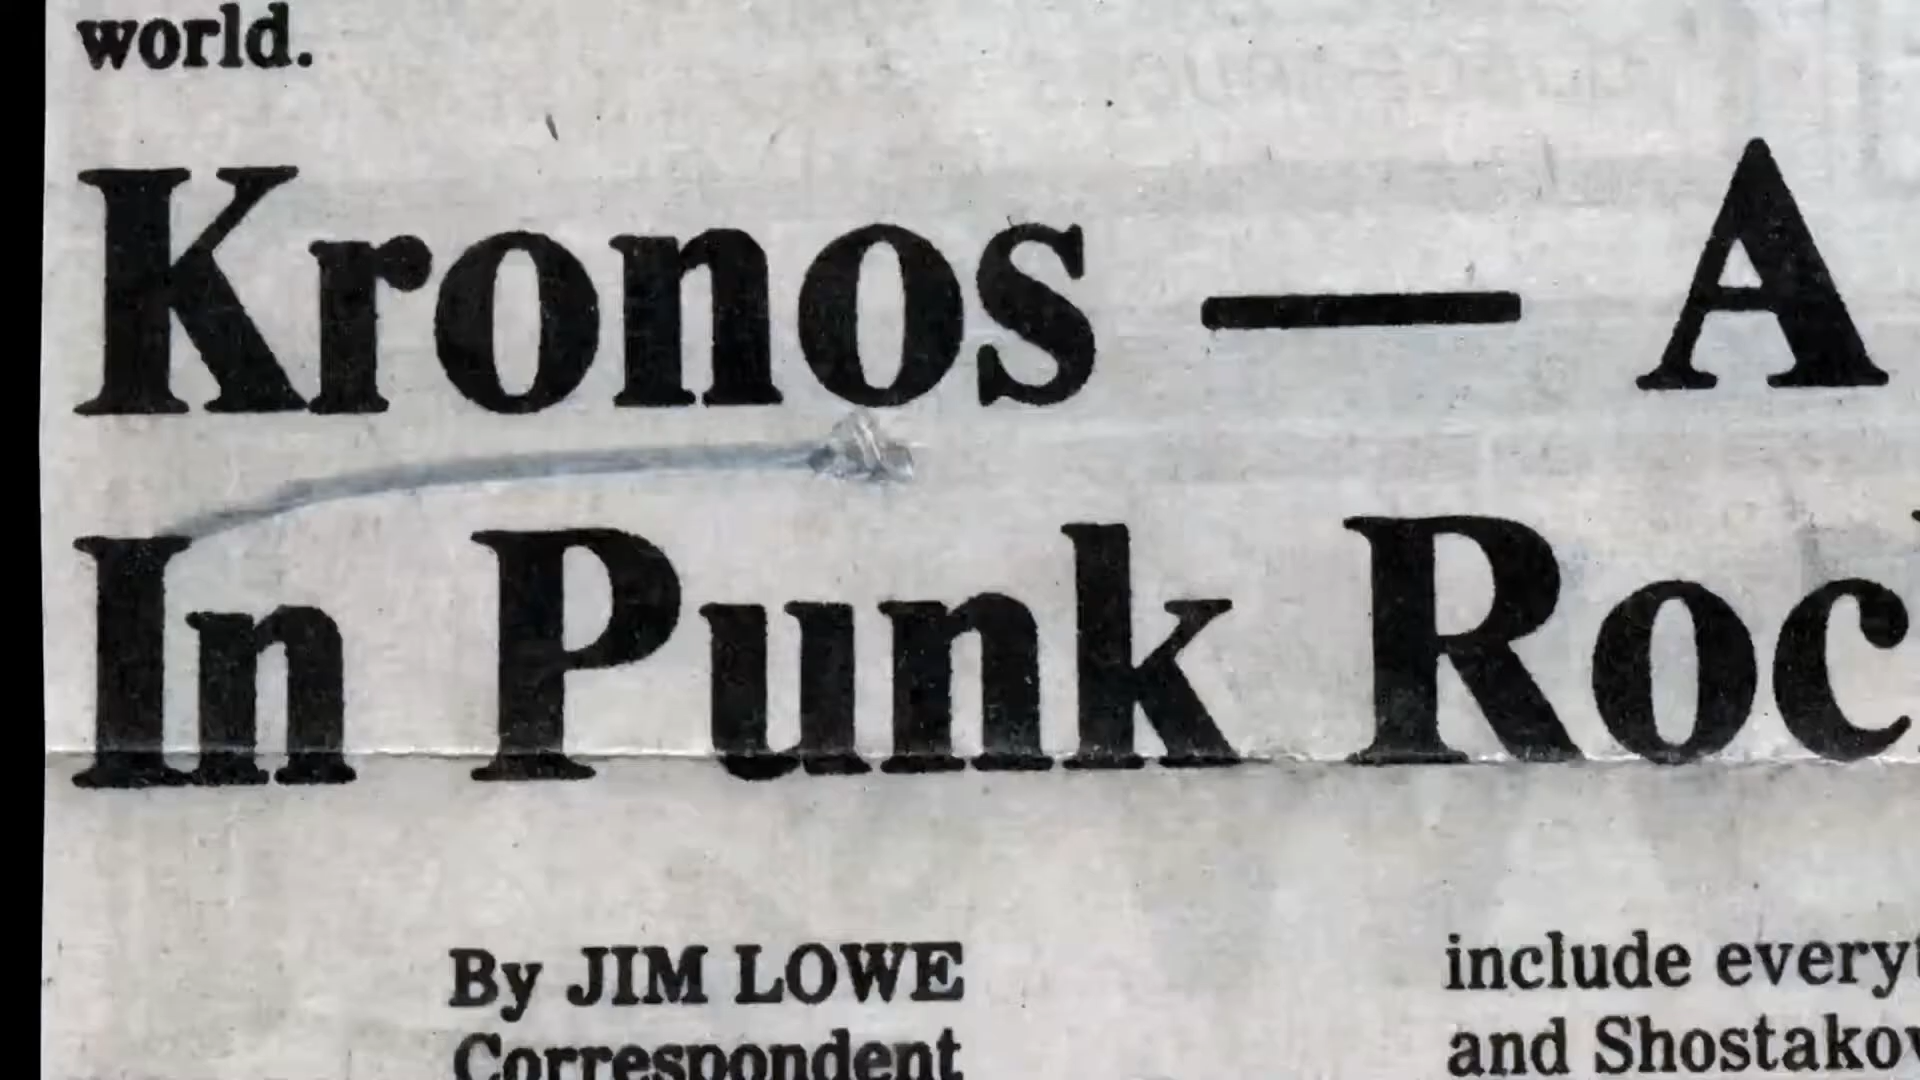 world.
Kronos — A
In Punk Roc
By JIM LOWE
Correspondent
include everyt
and Shostakov